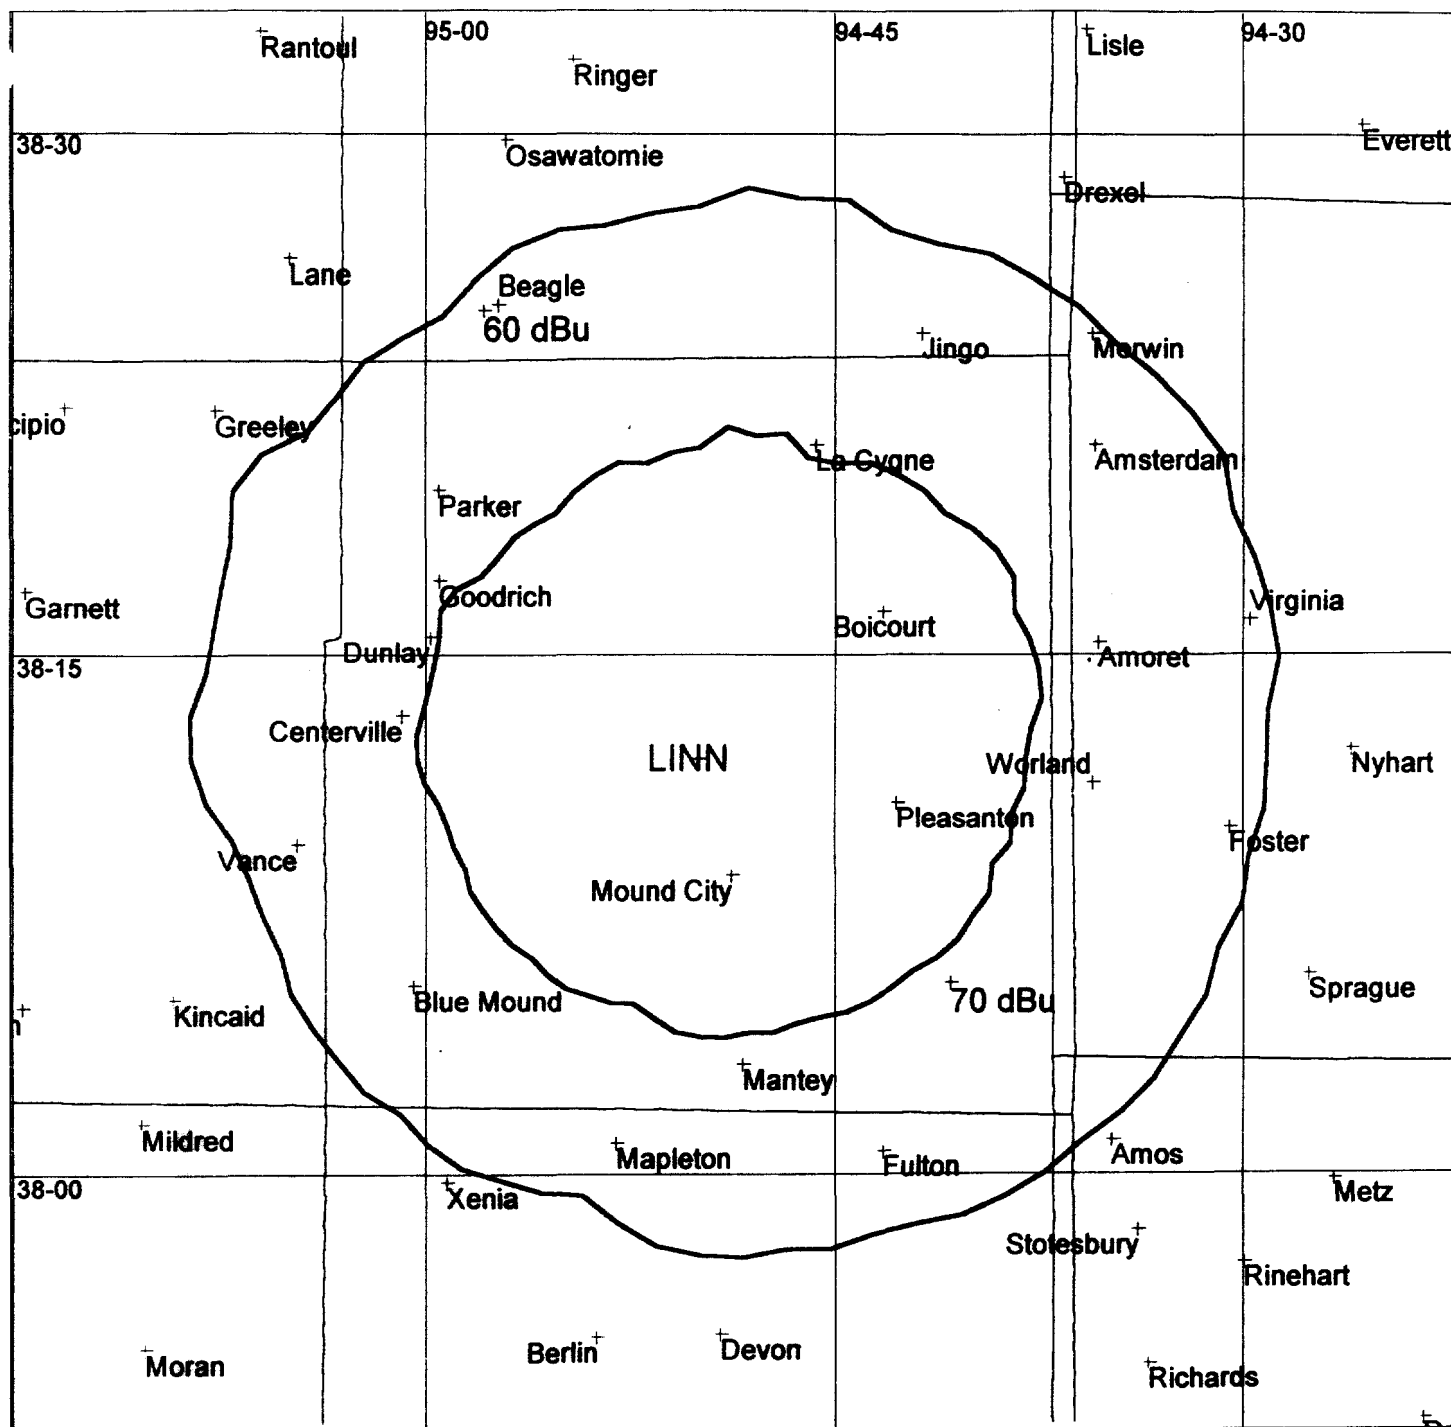 95-00
94-45
94-30
Rantoul
Lisle
Ringer
38-30
Everett
Osawatomie
Drexel
Lane
Beagle
60 dBu
Jingo
Merwin
cipio
Greeley
La Cygne
Amsterdam
Parker
Goodrich
Garnett
Virginia
Boicourt
Dunlay
Amoret
38-15
Centerville
LINN
Worland
Nyhart
Pleasanton
Foster
Vance
Mound City
Blue Mound
70 dBu
Sprague
Kincaid
Mantey
Mildred
Mapleton
Fulton
Amos
38-00
Xenia
Metz
Stotesbury
Rinehart
Berlin
Devon
Moran
Richards